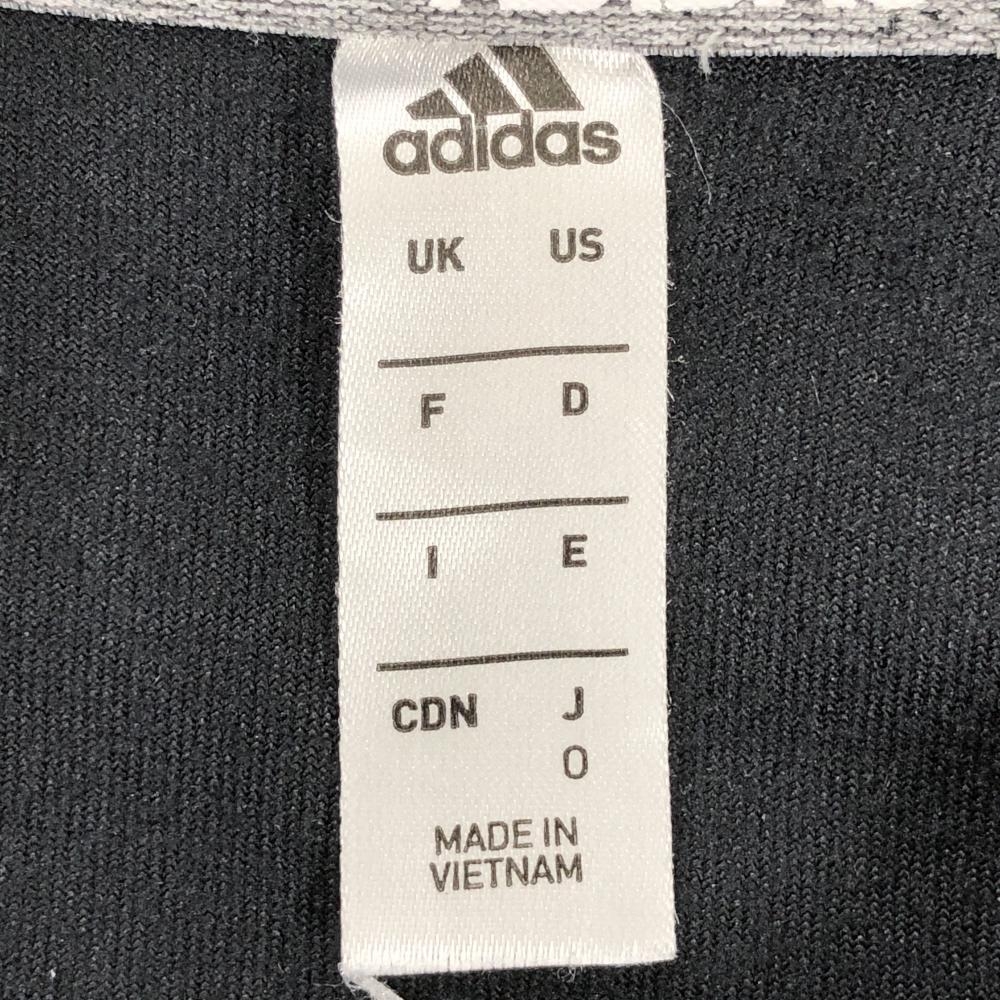 adidas
UK US
F D
I E
CDN J
O
MADE IN
VIETNAM